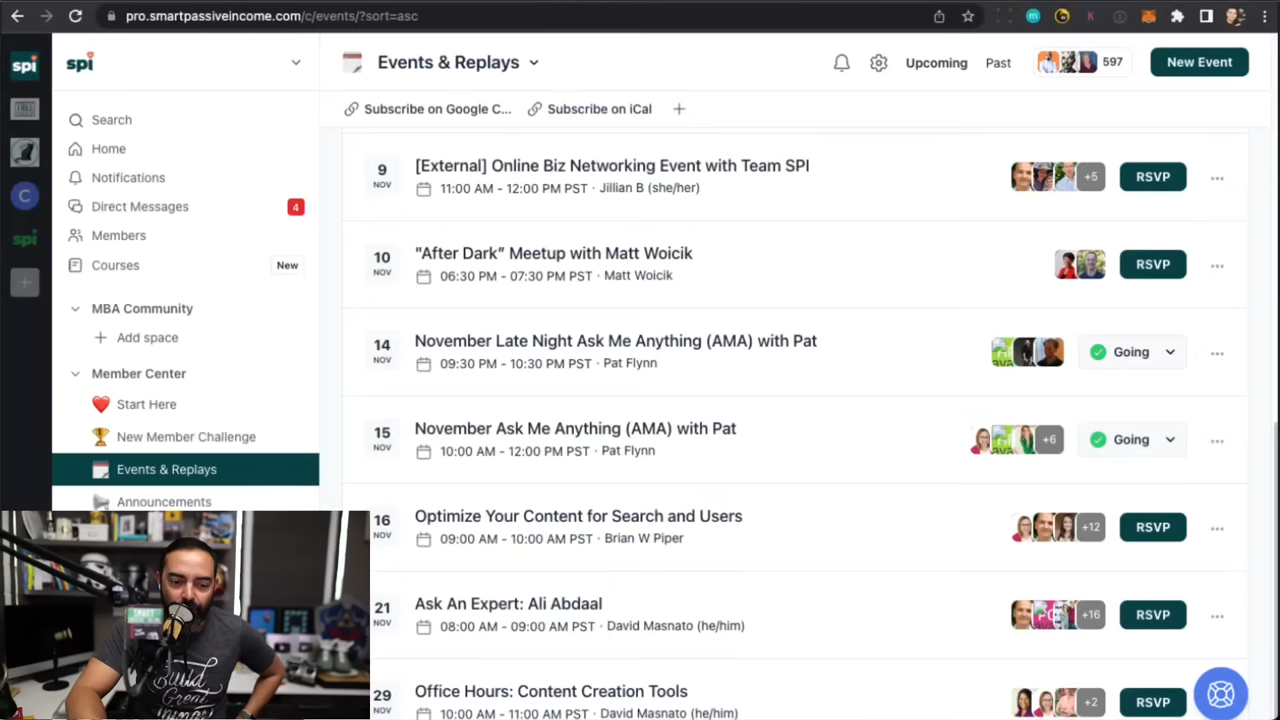 pro.smartpassiveincome.com/c/events/?sort=asc
spi
spi
Events & Replays
Upcoming
Past
597
New Event
Subscribe on Google C...
Subscribe on iCal
Search
Home
Notifications
Direct Messages
4
Members
Courses
New
MBA Community
Add space
Member Center
Start Here
New Member Challenge
Events & Replays
Announcements
C
spi
9
NOV
[External] Online Biz Networking Event with Team SPI
11:00 AM - 12:00 PM PST · Jillian B (she/her)
+5
RSVP
10
NOV
"After Dark” Meetup with Matt Woicik
06:30 PM - 07:30 PM PST · Matt Woicik
RSVP
14
NOV
November Late Night Ask Me Anything (AMA) with Pat
09:30 PM - 10:30 PM PST · Pat Flynn
Going
15
NOV
November Ask Me Anything (AMA) with Pat
10:00 AM - 12:00 PM PST · Pat Flynn
+6
Going
16
NOV
Optimize Your Content for Search and Users
09:00 AM - 10:00 AM PST · Brian W Piper
+12
RSVP
21
NOV
Ask An Expert: Ali Abdaal
08:00 AM - 09:00 AM PST · David Masnato (he/him)
+16
RSVP
29
NOV
Office Hours: Content Creation Tools
10:00 AM - 11:00 AM PST · David Masnato (he/him)
+2
RSVP
Build
Great